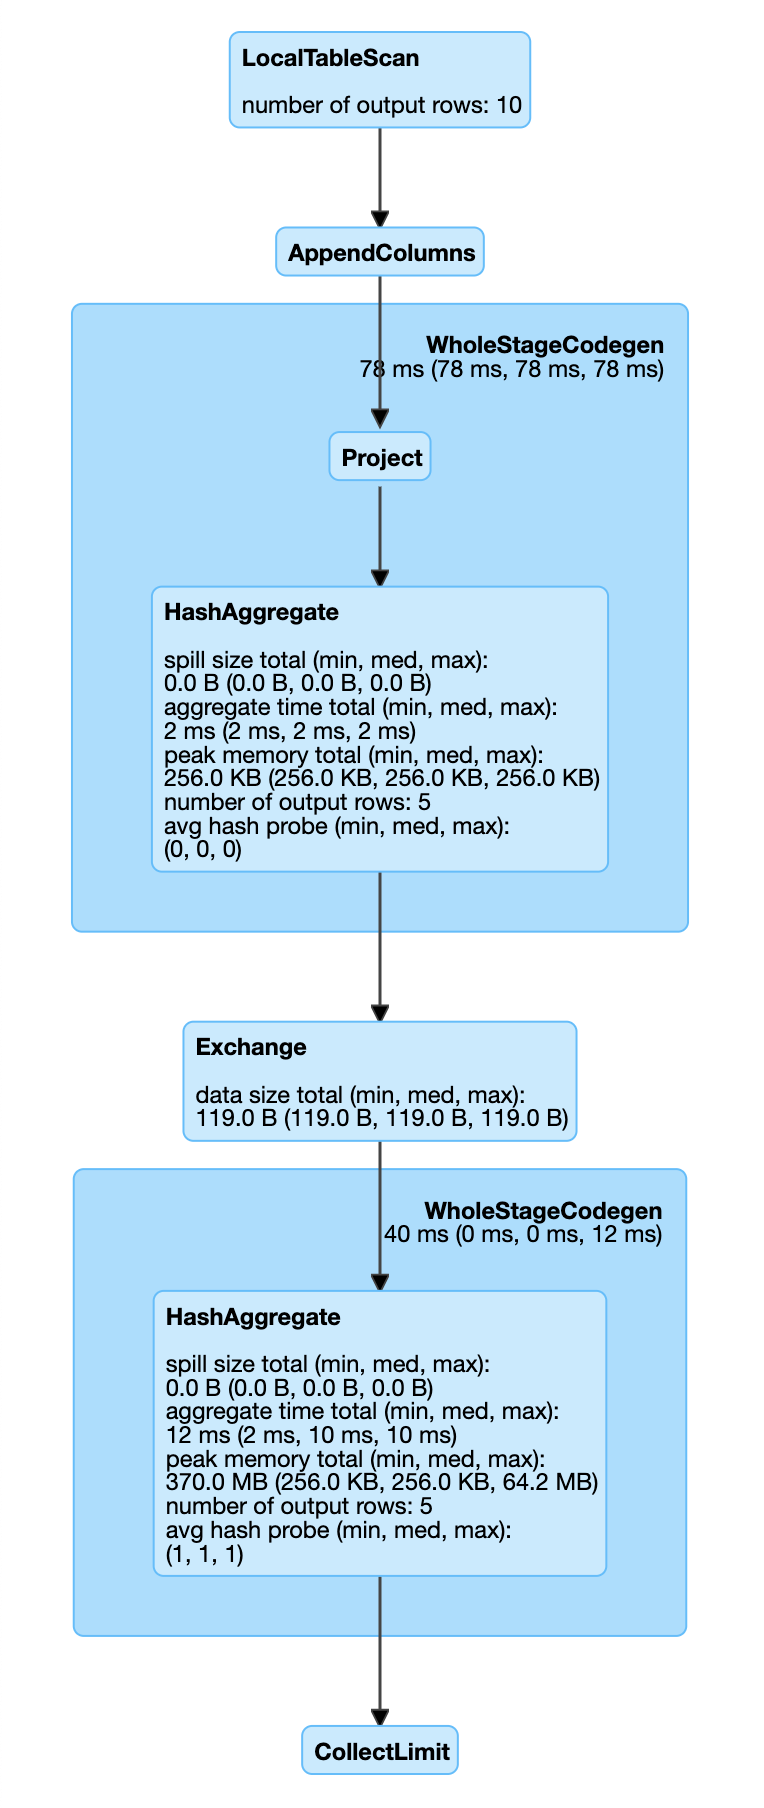 LocalTableScan
number of output rows: 10
AppendColumns
WholeStageCodegen
78 ms (78 ms, 78 ms, 78 ms)
Project
HashAggregate
spill size total (min, med, max):
0.0 B (0.0 B, 0.0 B, 0.0 B)
aggregate time total (min, med, max):
2 ms (2 ms, 2 ms, 2 ms)
peak memory total (min, med, max):
256.0 KB (256.0 KB, 256.0 KB, 256.0 KB)
number of output rows: 5
avg hash probe (min, med, max):
(0, 0, 0)
Exchange
data size total (min, med, max):
119.0 B (119.0 B, 119.0 B, 119.0 B)
WholeStageCodegen
40 ms (0 ms, 0 ms, 12 ms)
HashAggregate
spill size total (min, med, max):
0.0 B (0.0 B, 0.0 B, 0.0 B)
aggregate time total (min, med, max):
12 ms (2 ms, 10 ms, 10 ms)
peak memory total (min, med, max):
370.0 MB (256.0 KB, 256.0 KB, 64.2 MB)
number of output rows: 5
avg hash probe (min, med, max):
(1, 1, 1)
CollectLimit